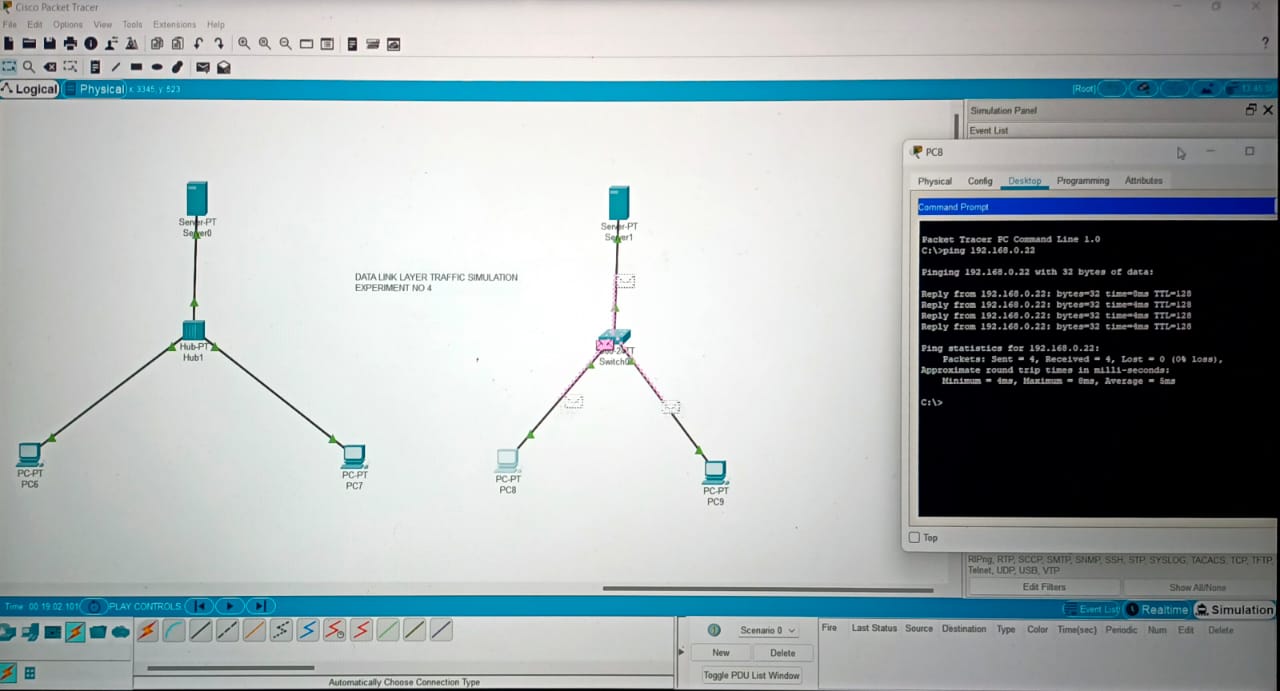 Cisco Packet Tracer
File Edit Options View Tools Extensions Help
?
Logical Physical x: 3345, y: 523 [Root]
Simulation Panel
Event List
PC8
Physical Config Desktop Programming Attributes
Command Prompt
Packet Tracer PC Command Line 1.0
C:\>ping 192.168.0.22
Pinging 192.168.0.22 with 32 bytes of data:
Reply from 192.168.0.22: bytes=32 time=8ms TTL=128
Reply from 192.168.0.22: bytes=32 time=4ms TTL=128
Reply from 192.168.0.22: bytes=32 time=4ms TTL=128
Reply from 192.168.0.22: bytes=32 time=4ms TTL=128
Ping statistics for 192.168.0.22:
Packets: Sent = 4, Received = 4, Lost = 0 (0% loss),
Approximate round trip times in milli-seconds:
Minimum = 4ms, Maximum = 8ms, Average = 5ms
C:\>
Top
Server-PT
Server0
Server-PT
Server1
DATA LINK LAYER TRAFFIC SIMULATION
EXPERIMENT NO 4
Hub-PT
Hub1
PC-PT
PC6
PC-PT
PC7
PC-PT
PC8
PC-PT
PC9
RIPng, RTP, SCCP, SMTP, SNMP, SSH, STP, SYSLOG, TACACS, TCP, TFTP,
Telnet, UDP, USB, VTP
Edit Filters Show All/None
Time: 00:19:02.101 PLAY CONTROLS Event List Realtime Simulation
Scenario 0
New Delete
Toggle PDU List Window
Fire Last Status Source Destination Type Color Time(sec) Periodic Num Edit Delete
Automatically Choose Connection Type